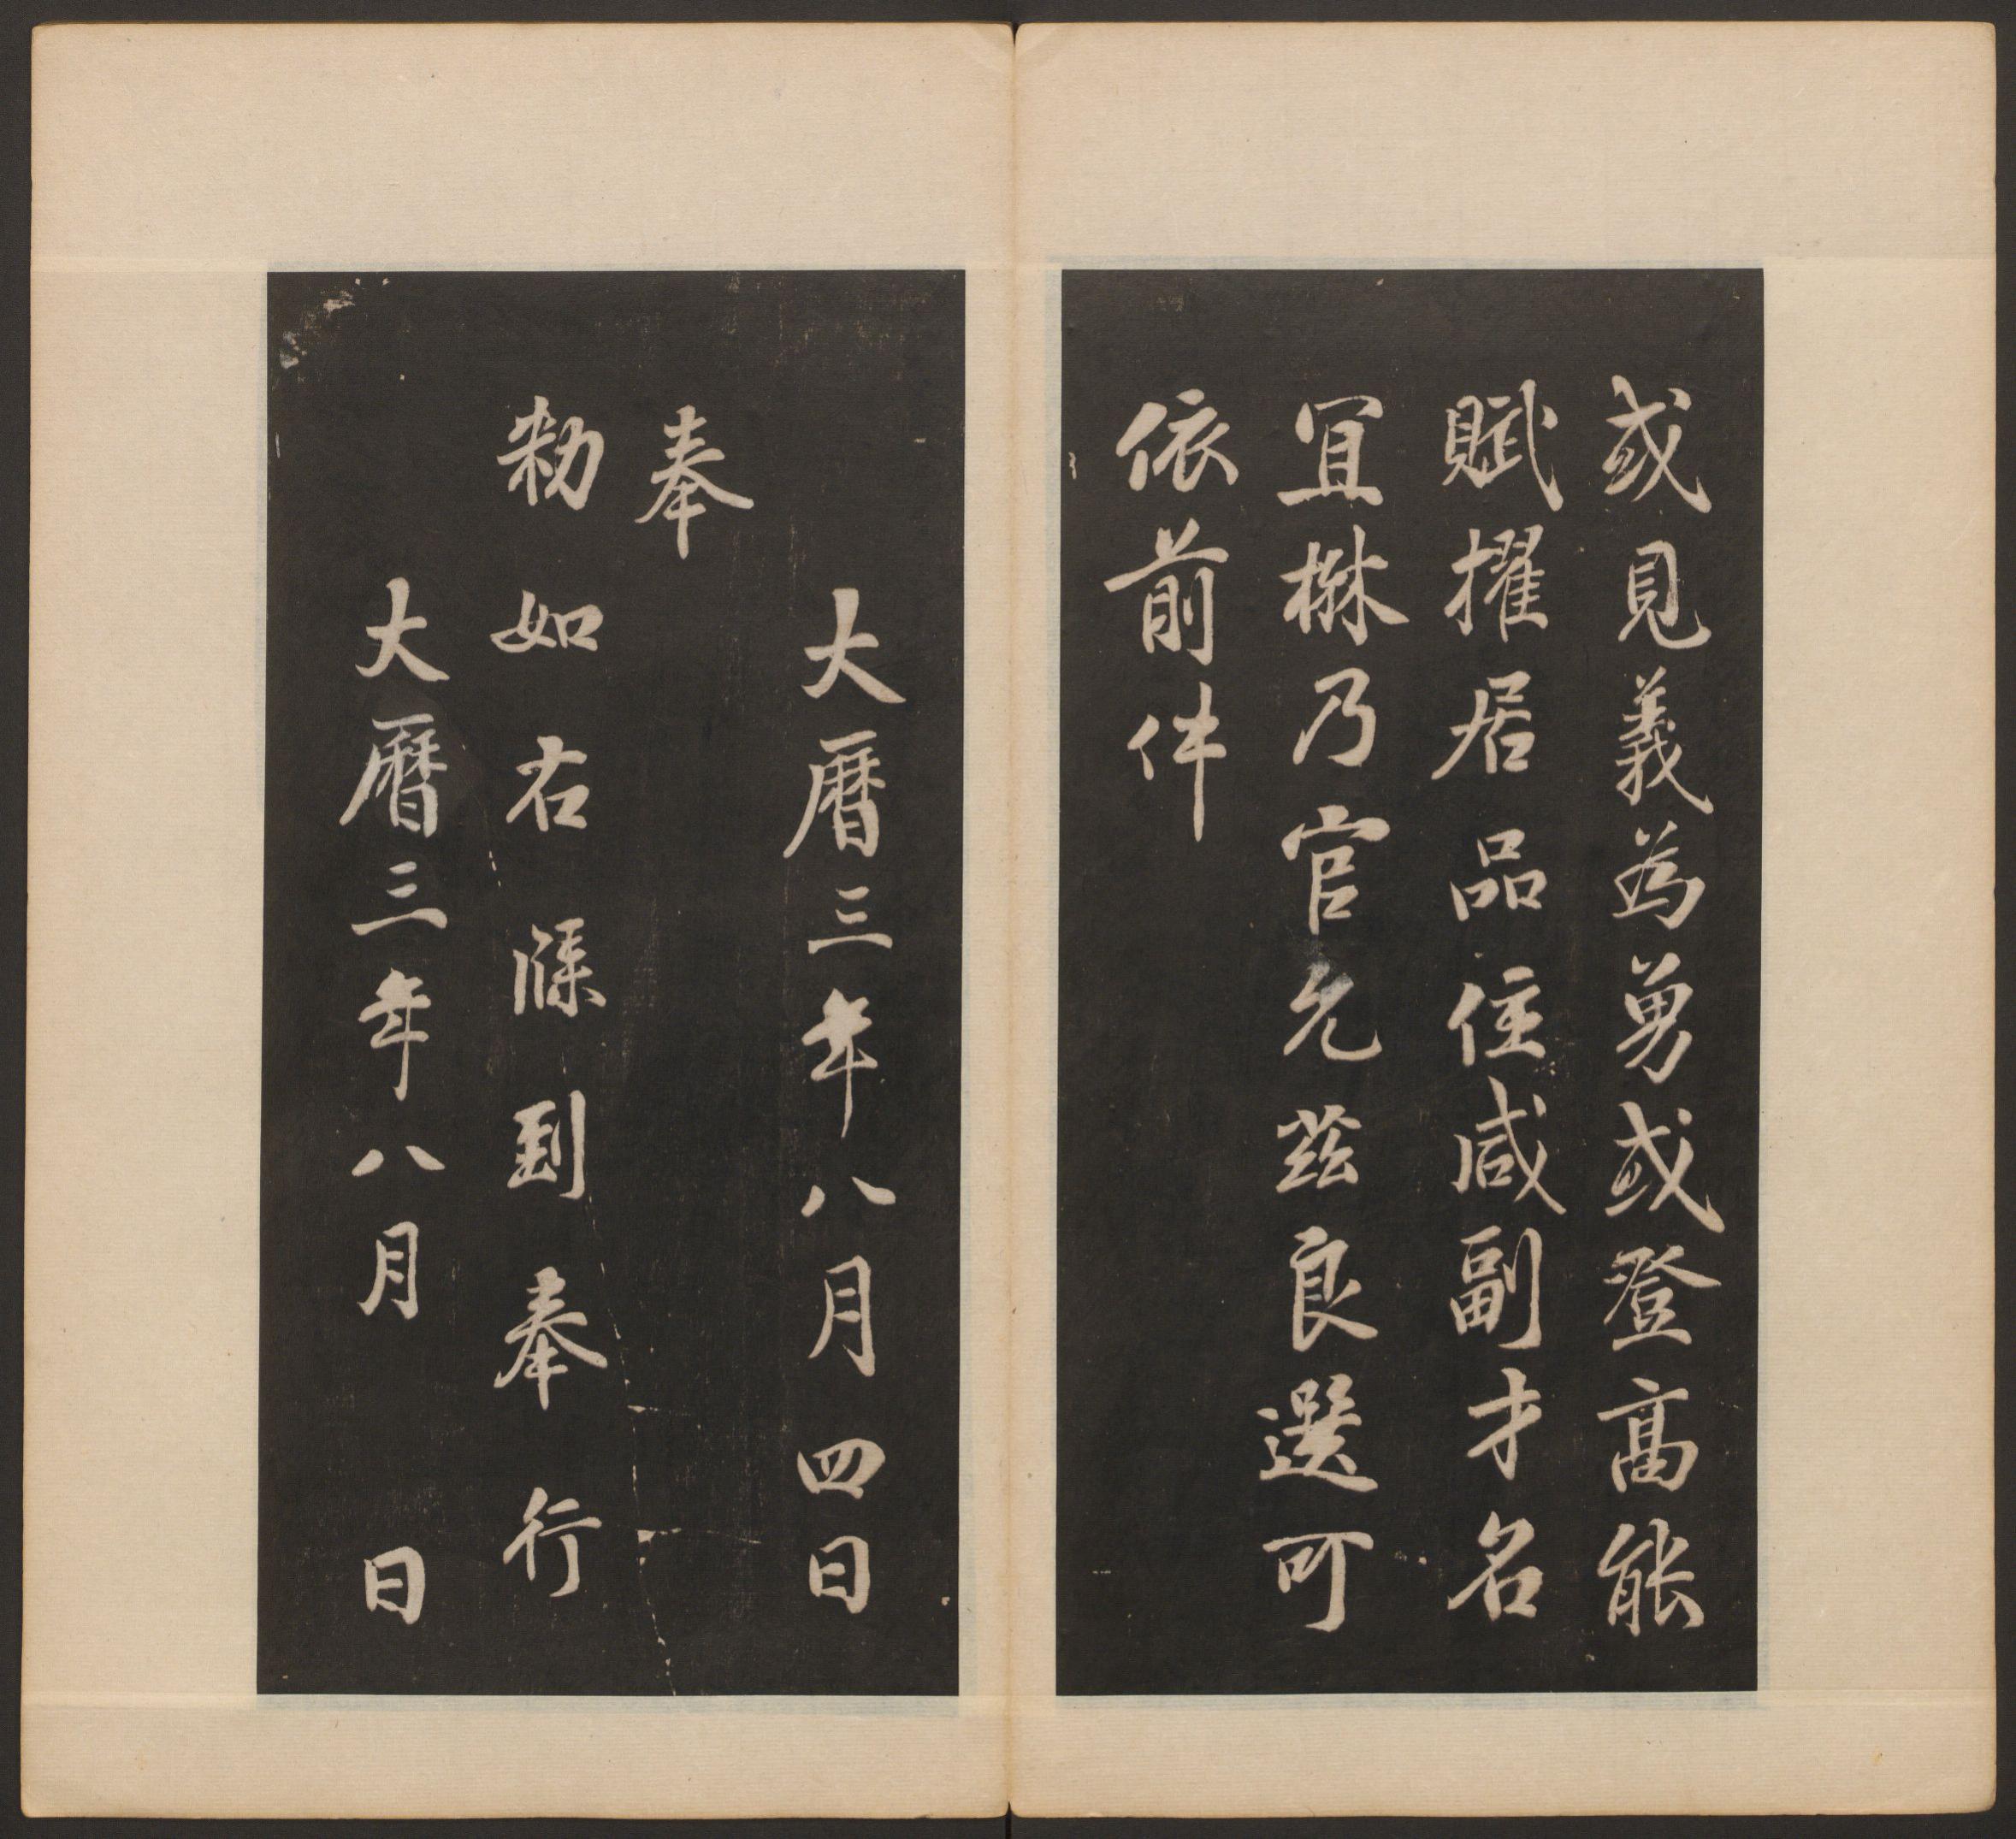 或見義為勇或登高能
賦擢居品位咸副才名
宜楙乃官允茲良選可
依前件
大曆三年八月四日
奉
勑如右牒到奉行
大曆三年八月 日